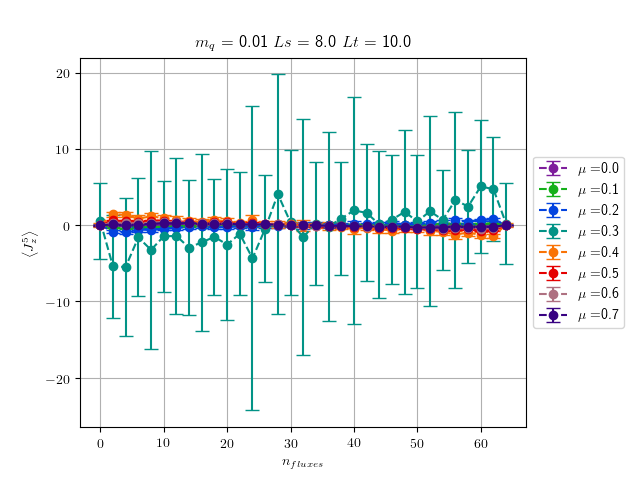 m_q = 0.01 Ls = 8.0 Lt = 10.0
20
10
0
−10
−20
⟨J_z^5⟩
0 10 20 30 40 50 60
n_{fluxes}
μ =0.0
μ =0.1
μ =0.2
μ =0.3
μ =0.4
μ =0.5
μ =0.6
μ =0.7